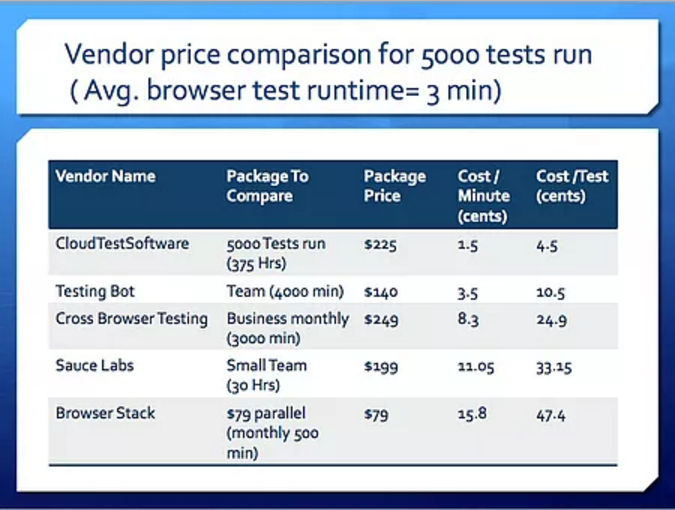 Vendor price comparison for 5000 tests run
( Avg. browser test runtime= 3 min)
Vendor Name Package To Compare Package Price Cost / Minute (cents) Cost /Test (cents)
CloudTestSoftware 5000 Tests run (375 Hrs) $225 1.5 4.5
Testing Bot Team (4000 min) $140 3.5 10.5
Cross Browser Testing Business monthly (3000 min) $249 8.3 24.9
Sauce Labs Small Team (30 Hrs) $199 11.05 33.15
Browser Stack $79 parallel (monthly 500 min) $79 15.8 47.4